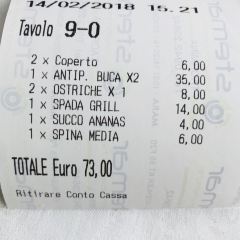 14/02/2018 15.21
Tavolo 9-0
2 x Coperto 6,00
1 x ANTIP. BUCA X2 35,00
2 x OSTRICHE X 1 8,00
1 x SPADA GRILL 14,00
1 x SUCCO ANANAS 4,00
1 x SPINA MEDIA 6,00
TOTALE Euro 73,00
Ritirare Conto Cassa